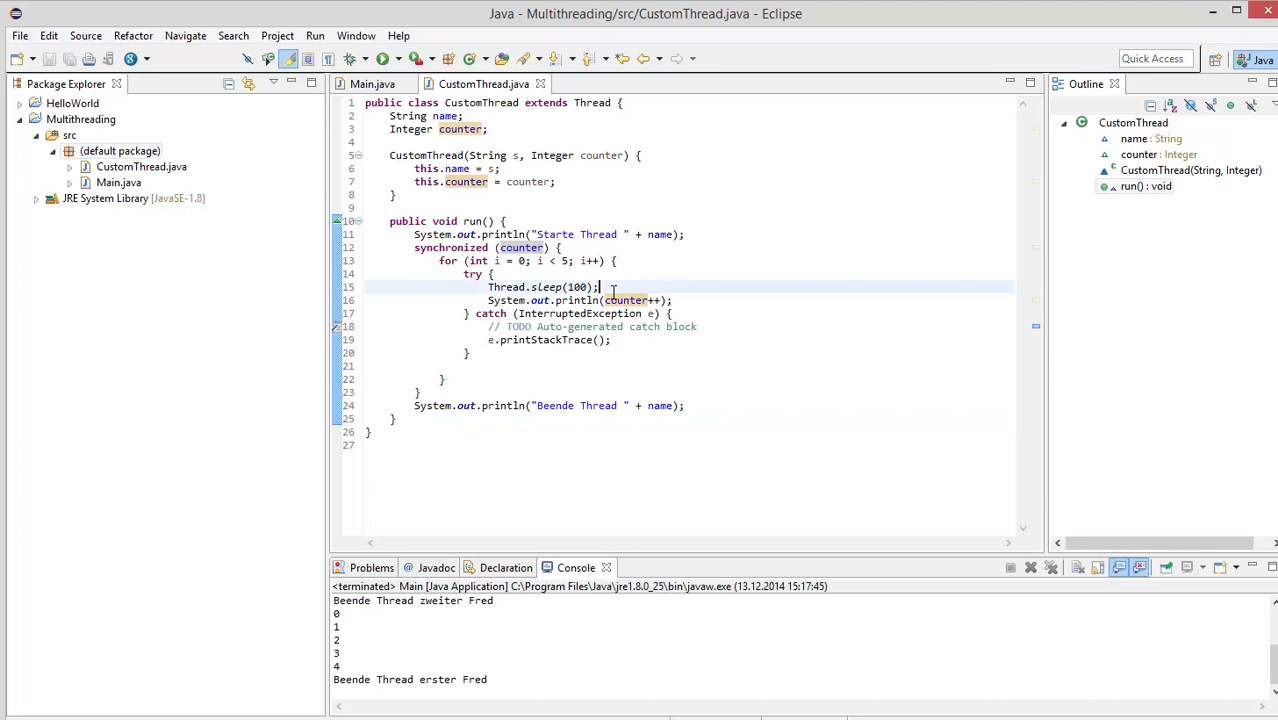 Java - Multithreading/src/CustomThread.java - Eclipse
File Edit Source Refactor Navigate Search Project Run Window Help
Quick Access
Java
Package Explorer
HelloWorld
Multithreading
src
(default package)
CustomThread.java
Main.java
JRE System Library [JavaSE-1.8]
Main.java CustomThread.java
1 public class CustomThread extends Thread {
2 String name;
3 Integer counter;
4
5 CustomThread(String s, Integer counter) {
6 this.name = s;
7 this.counter = counter;
8 }
9
10 public void run() {
11 System.out.println("Starte Thread " + name);
12 synchronized (counter) {
13 for (int i = 0; i < 5; i++) {
14 try {
15 Thread.sleep(100);
16 System.out.println(counter++);
17 } catch (InterruptedException e) {
18 // TODO Auto-generated catch block
19 e.printStackTrace();
20 }
21
22 }
23 }
24 System.out.println("Beende Thread " + name);
25 }
26 }
27
Outline
CustomThread
name : String
counter : Integer
CustomThread(String, Integer)
run() : void
Problems @ Javadoc Declaration Console
<terminated> Main [Java Application] C:\Program Files\Java\jre1.8.0_25\bin\javaw.exe (13.12.2014 15:17:45)
Beende Thread zweiter Fred
0
1
2
3
4
Beende Thread erster Fred